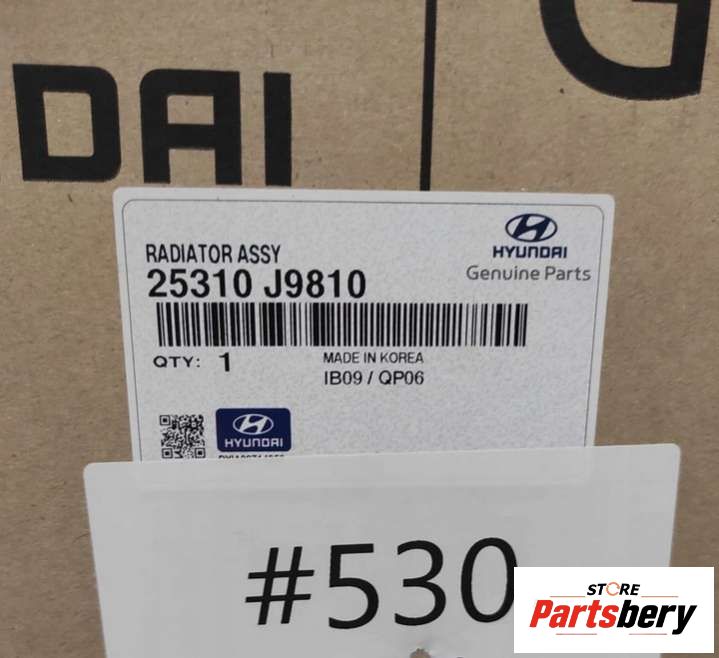 DAI
G
RADIATOR ASSY
25310 J9810
HYUNDAI
Genuine Parts
QTY: 1
MADE IN KOREA
IB09 / QP06
HYUNDAI
#530
STORE
Partsbery